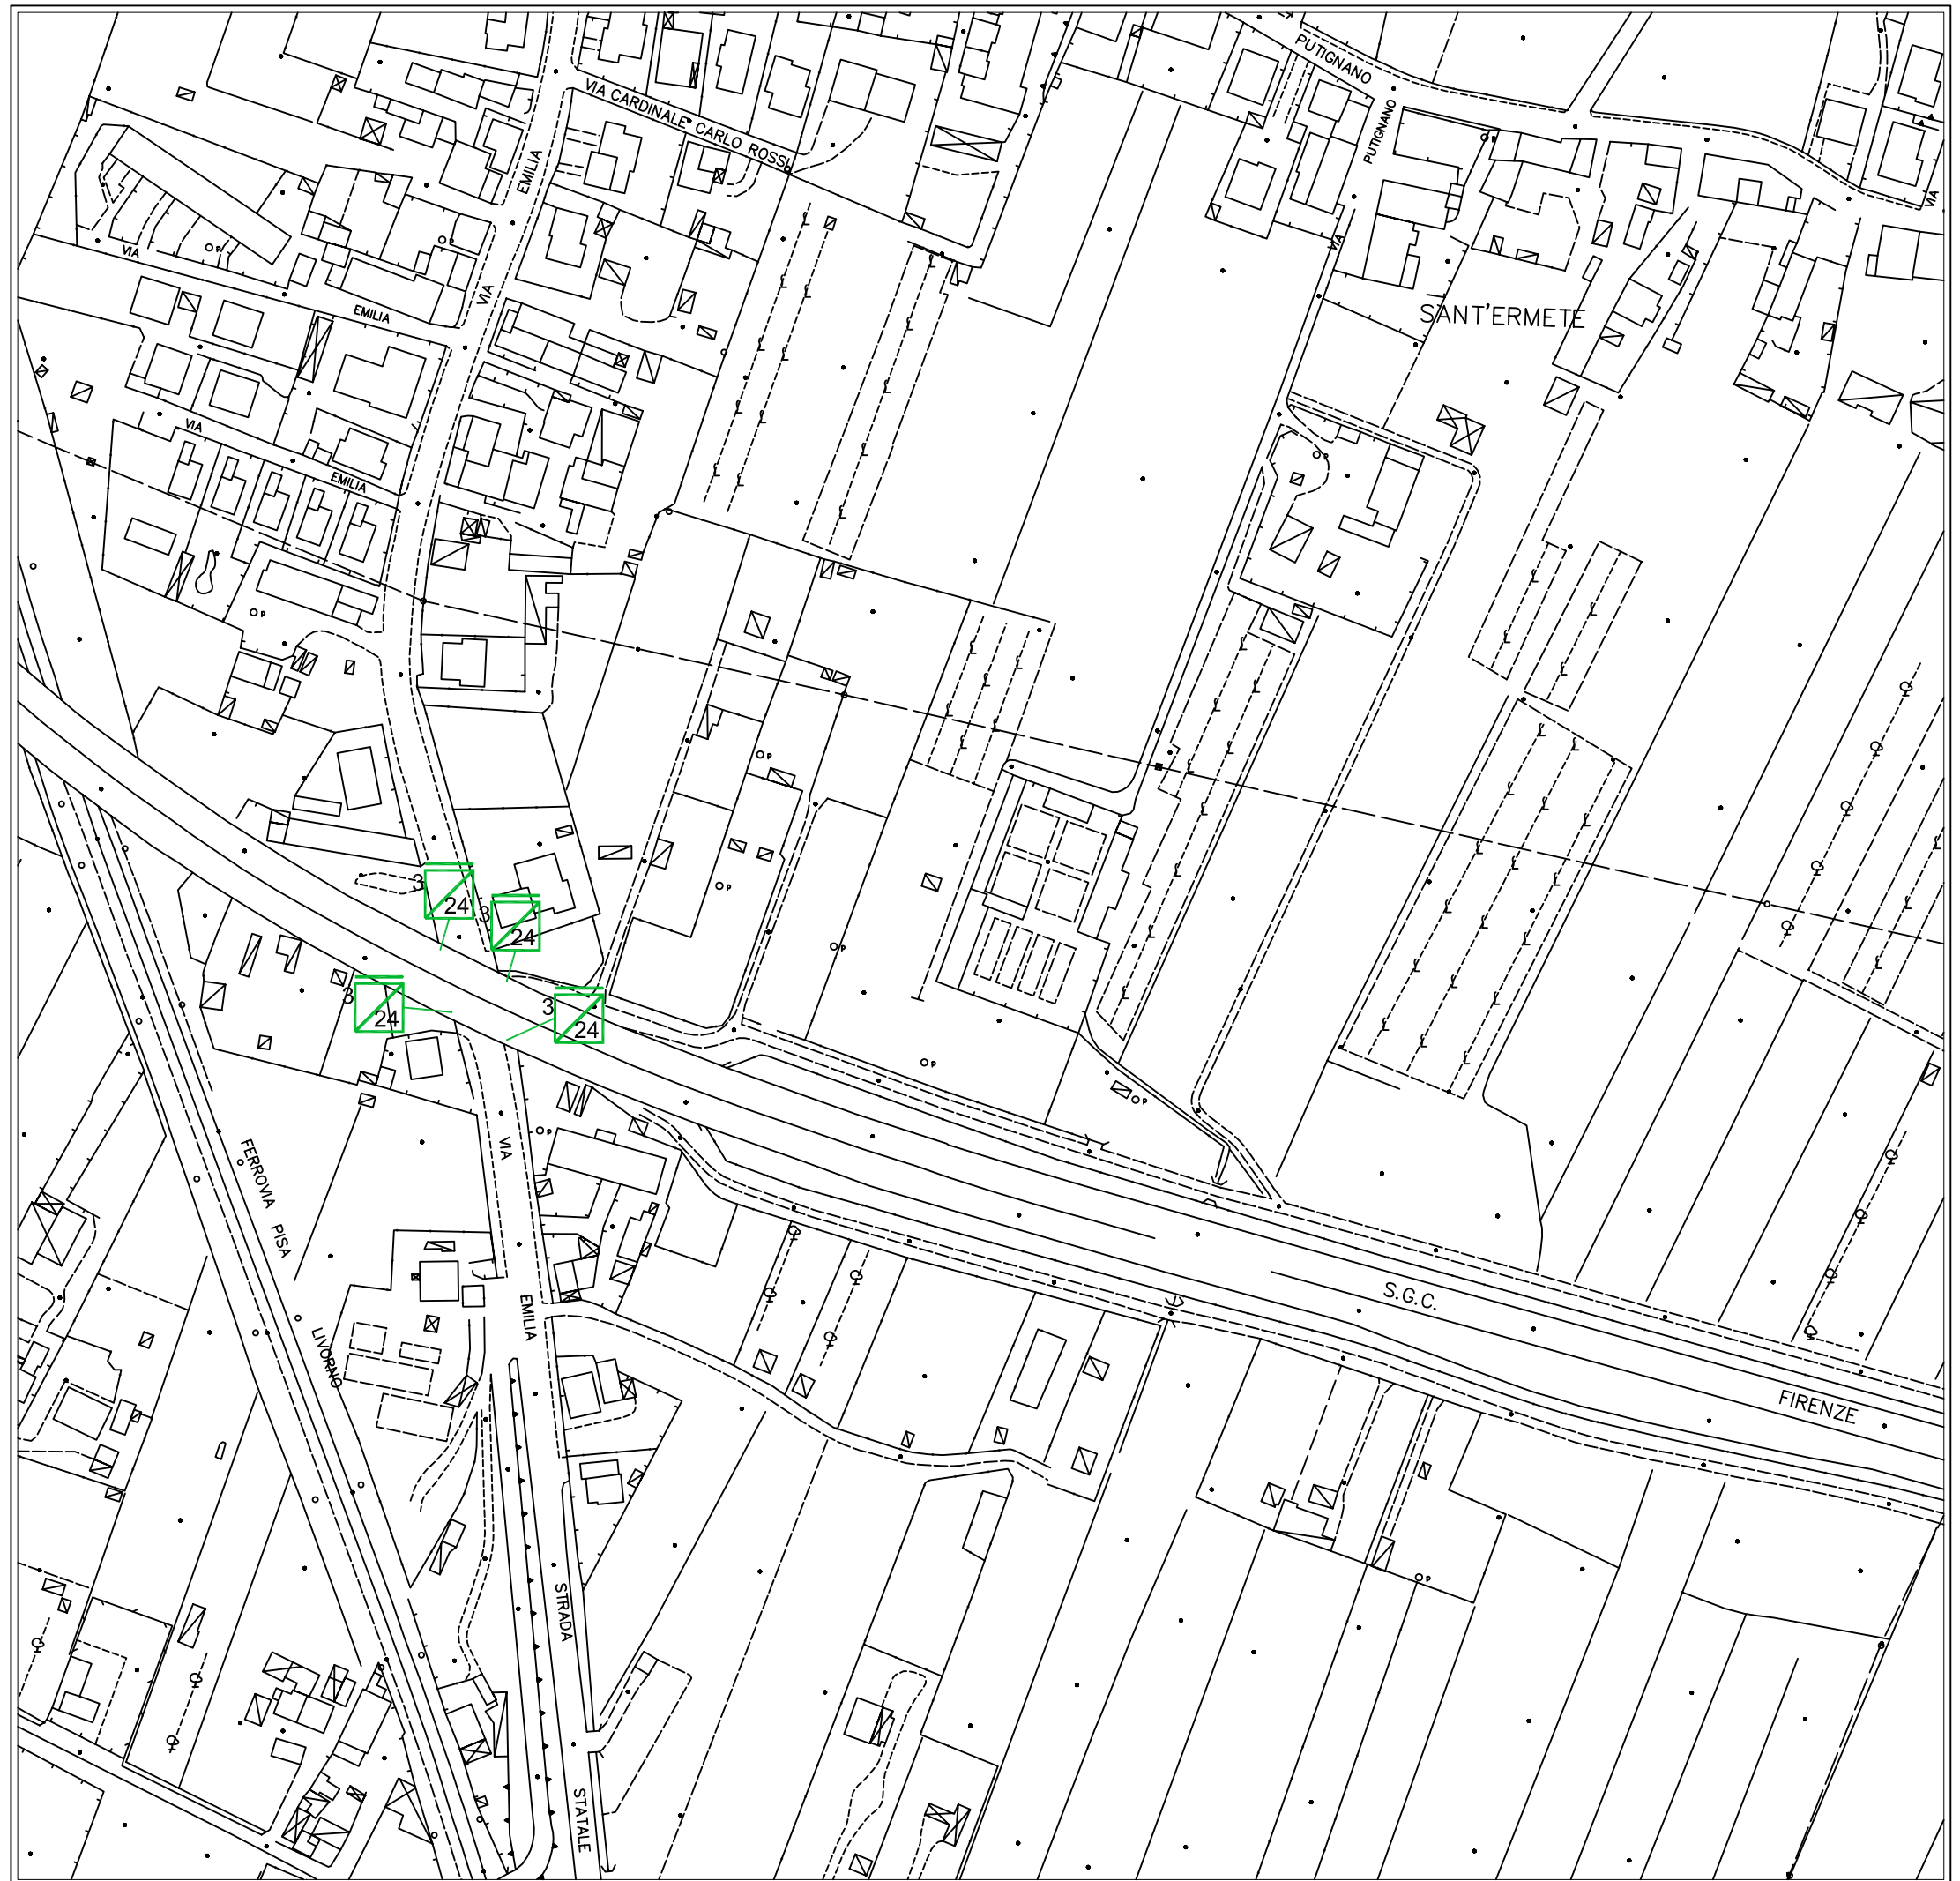 PUTIGNANO
VIA CARDINALE CARLO ROSSI
PUTIGNANO
EMILIA
VIA
VIA
VIA
VIA
EMILIA
SANT'ERMETE
VIA
EMILIA
3
24
3
24
3
24
3
24
VIA
FERROVIA PISA
LIVORNO
EMILIA
S.G.C.
FIRENZE
STRADA
STATALE